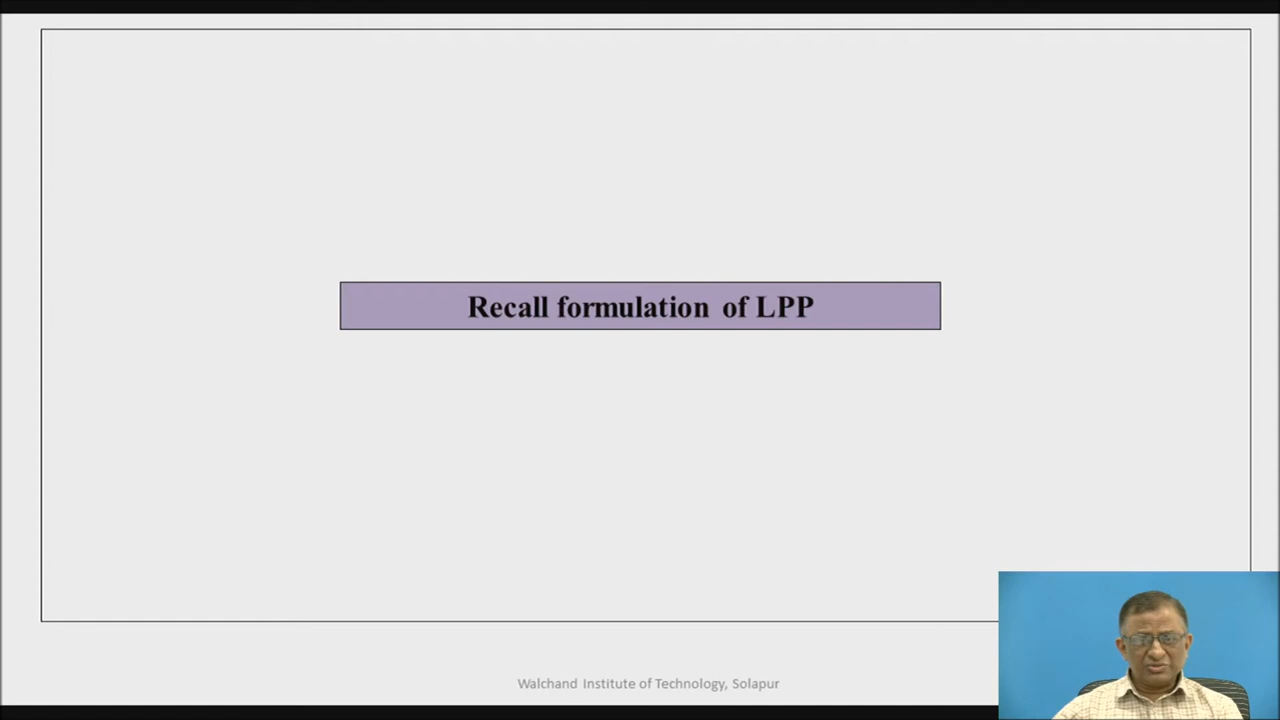 Recall formulation of LPP
Walchand Institute of Technology, Solapur